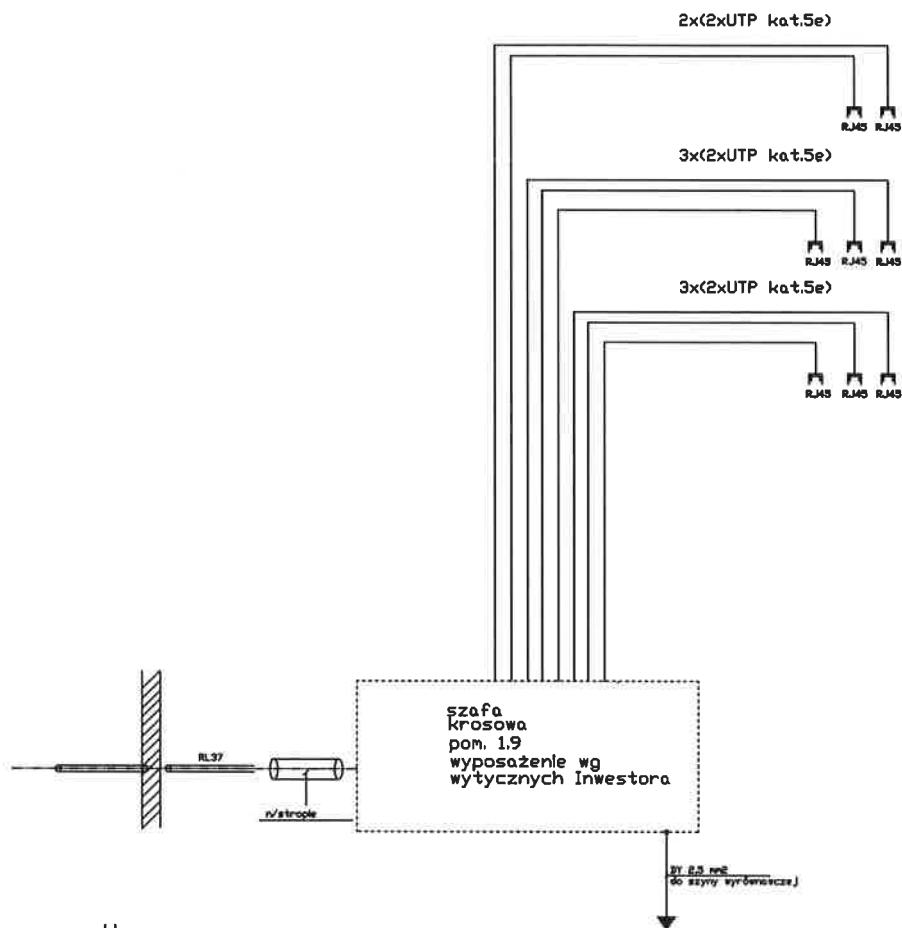 2x(2xUTP kat.5e)
RJ45 RJ45
3x(2xUTP kat.5e)
RJ45 RJ45 RJ45
3x(2xUTP kat.5e)
RJ45 RJ45 RJ45
szafa
krosowa
pom. 1.9
wyposażenie wg
wytycznych Inwestora
RL37
n/stropie
DY 2,5 mm2
do szyny wyrównaczej